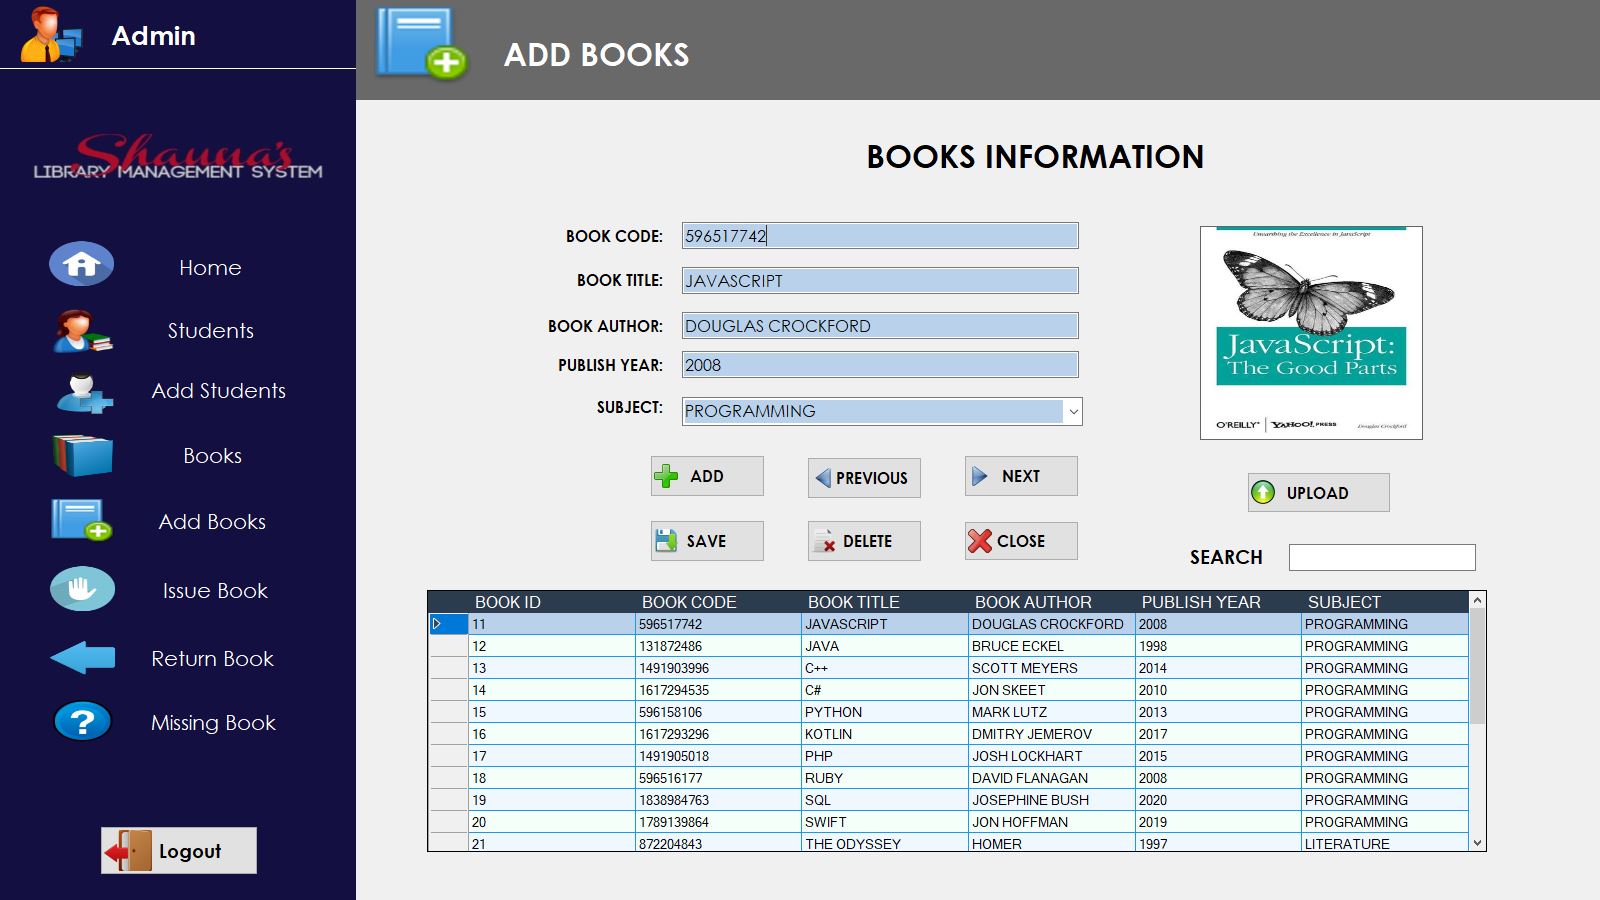 Admin
Shauna's
LIBRARY MANAGEMENT SYSTEM
Home
Students
Add Students
Books
Add Books
Issue Book
Return Book
Missing Book
Logout
ADD BOOKS
BOOKS INFORMATION
BOOK CODE: 596517742
BOOK TITLE: JAVASCRIPT
BOOK AUTHOR: DOUGLAS CROCKFORD
PUBLISH YEAR: 2008
SUBJECT: PROGRAMMING
Unearthing the Excellence in JavaScript
JavaScript:
The Good Parts
O'REILLY® YAHOO! PRESS Douglas Crockford
ADD PREVIOUS NEXT
UPLOAD
SAVE DELETE CLOSE
SEARCH
BOOK ID BOOK CODE BOOK TITLE BOOK AUTHOR PUBLISH YEAR SUBJECT
11 596517742 JAVASCRIPT DOUGLAS CROCKFORD 2008 PROGRAMMING
12 131872486 JAVA BRUCE ECKEL 1998 PROGRAMMING
13 1491903996 C++ SCOTT MEYERS 2014 PROGRAMMING
14 1617294535 C# JON SKEET 2010 PROGRAMMING
15 596158106 PYTHON MARK LUTZ 2013 PROGRAMMING
16 1617293296 KOTLIN DMITRY JEMEROV 2017 PROGRAMMING
17 1491905018 PHP JOSH LOCKHART 2015 PROGRAMMING
18 596516177 RUBY DAVID FLANAGAN 2008 PROGRAMMING
19 1838984763 SQL JOSEPHINE BUSH 2020 PROGRAMMING
20 1789139864 SWIFT JON HOFFMAN 2019 PROGRAMMING
21 872204843 THE ODYSSEY HOMER 1997 LITERATURE